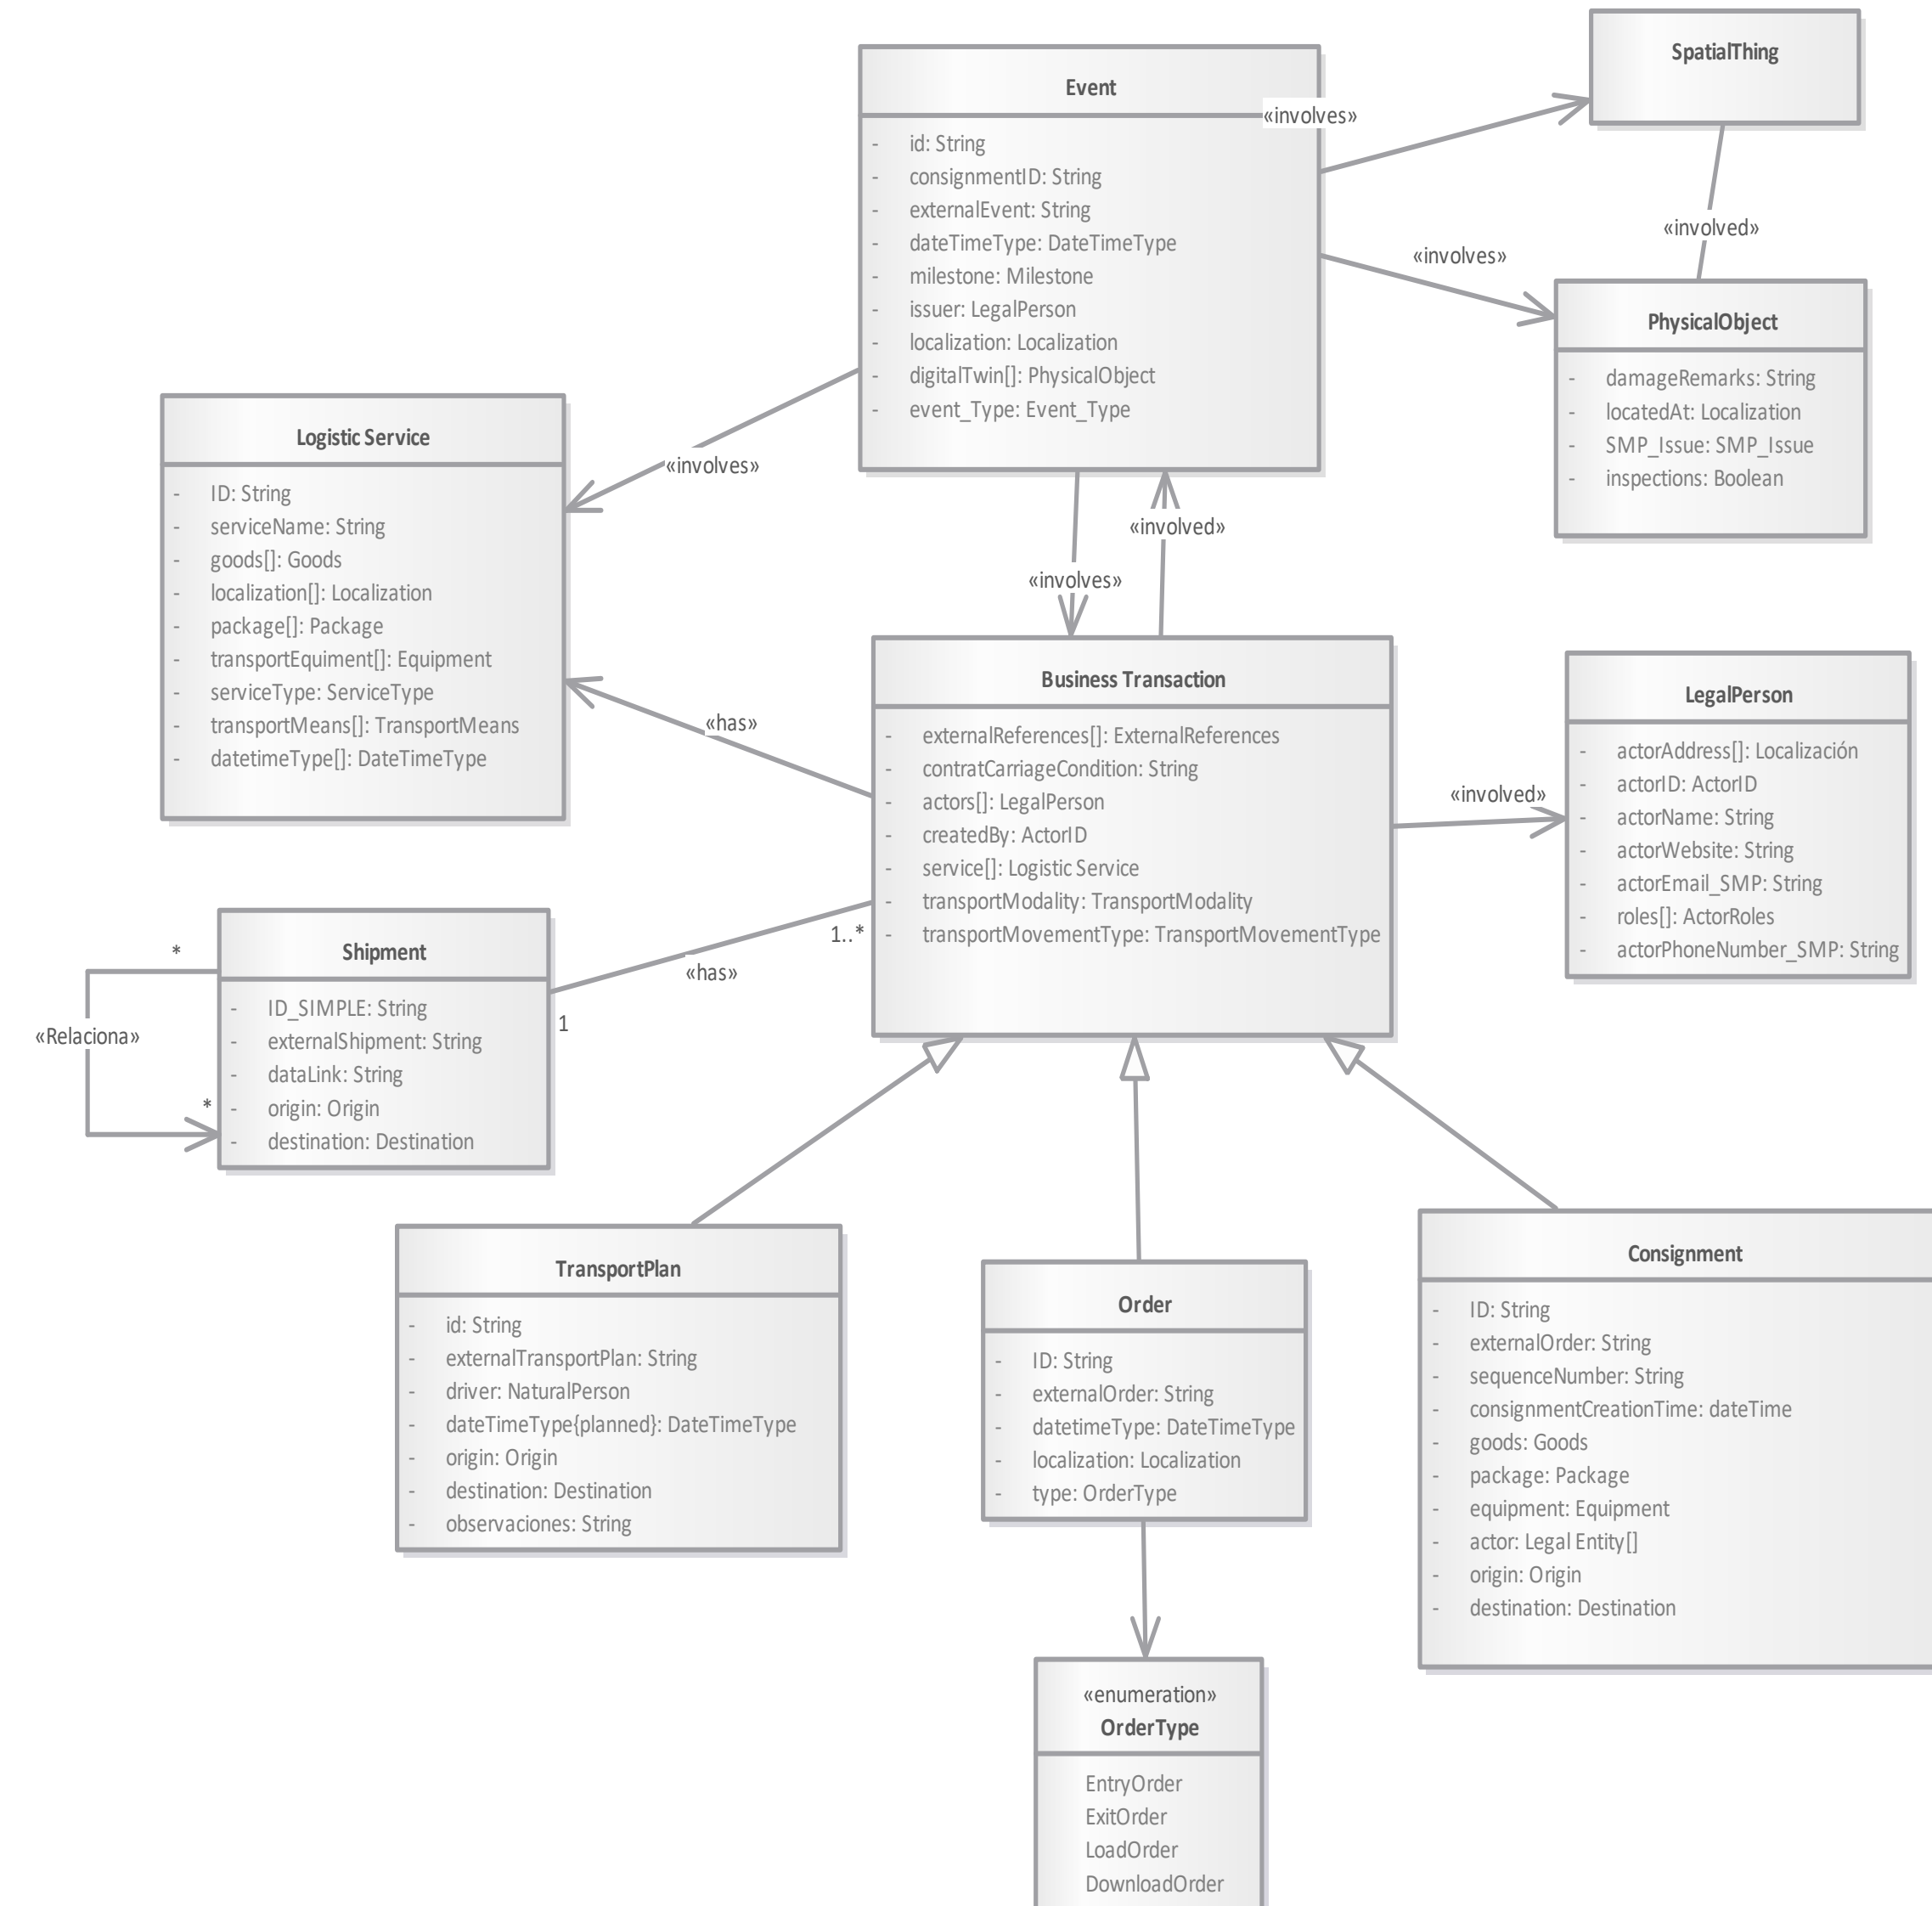 SpatialThing
Event
«involves»
- id: String
- consignmentID: String
- externalEvent: String
- dateTimeType: DateTimeType
- milestone: Milestone
- issuer: LegalPerson
- localization: Localization
- digitalTwin[]: PhysicalObject
- event_Type: Event_Type
«involved»
«involves»
PhysicalObject
- damageRemarks: String
- locatedAt: Localization
- SMP_Issue: SMP_Issue
- inspections: Boolean
Logistic Service
- ID: String
- serviceName: String
- goods[]: Goods
- localization[]: Localization
- package[]: Package
- transportEquiment[]: Equipment
- serviceType: ServiceType
- transportMeans[]: TransportMeans
- datetimeType[]: DateTimeType
«involves»
«involved»
«involves»
Business Transaction
- externalReferences[]: ExternalReferences
- contratCarriageCondition: String
- actors[]: LegalPerson
- createdBy: ActorID
- service[]: Logistic Service
- transportModality: TransportModality
- transportMovementType: TransportMovementType
«has»
«involved»
LegalPerson
- actorAddress[]: Localización
- actorID: ActorID
- actorName: String
- actorWebsite: String
- actorEmail_SMP: String
- roles[]: ActorRoles
- actorPhoneNumber_SMP: String
1..*
«has»
1
Shipment
- ID_SIMPLE: String
- externalShipment: String
- dataLink: String
- origin: Origin
- destination: Destination
*
«Relaciona»
*
TransportPlan
- id: String
- externalTransportPlan: String
- driver: NaturalPerson
- dateTimeType{planned}: DateTimeType
- origin: Origin
- destination: Destination
- observaciones: String
Order
- ID: String
- externalOrder: String
- datetimeType: DateTimeType
- localization: Localization
- type: OrderType
Consignment
- ID: String
- externalOrder: String
- sequenceNumber: String
- consignmentCreationTime: dateTime
- goods: Goods
- package: Package
- equipment: Equipment
- actor: Legal Entity[]
- origin: Origin
- destination: Destination
«enumeration»
OrderType
EntryOrder
ExitOrder
LoadOrder
DownloadOrder